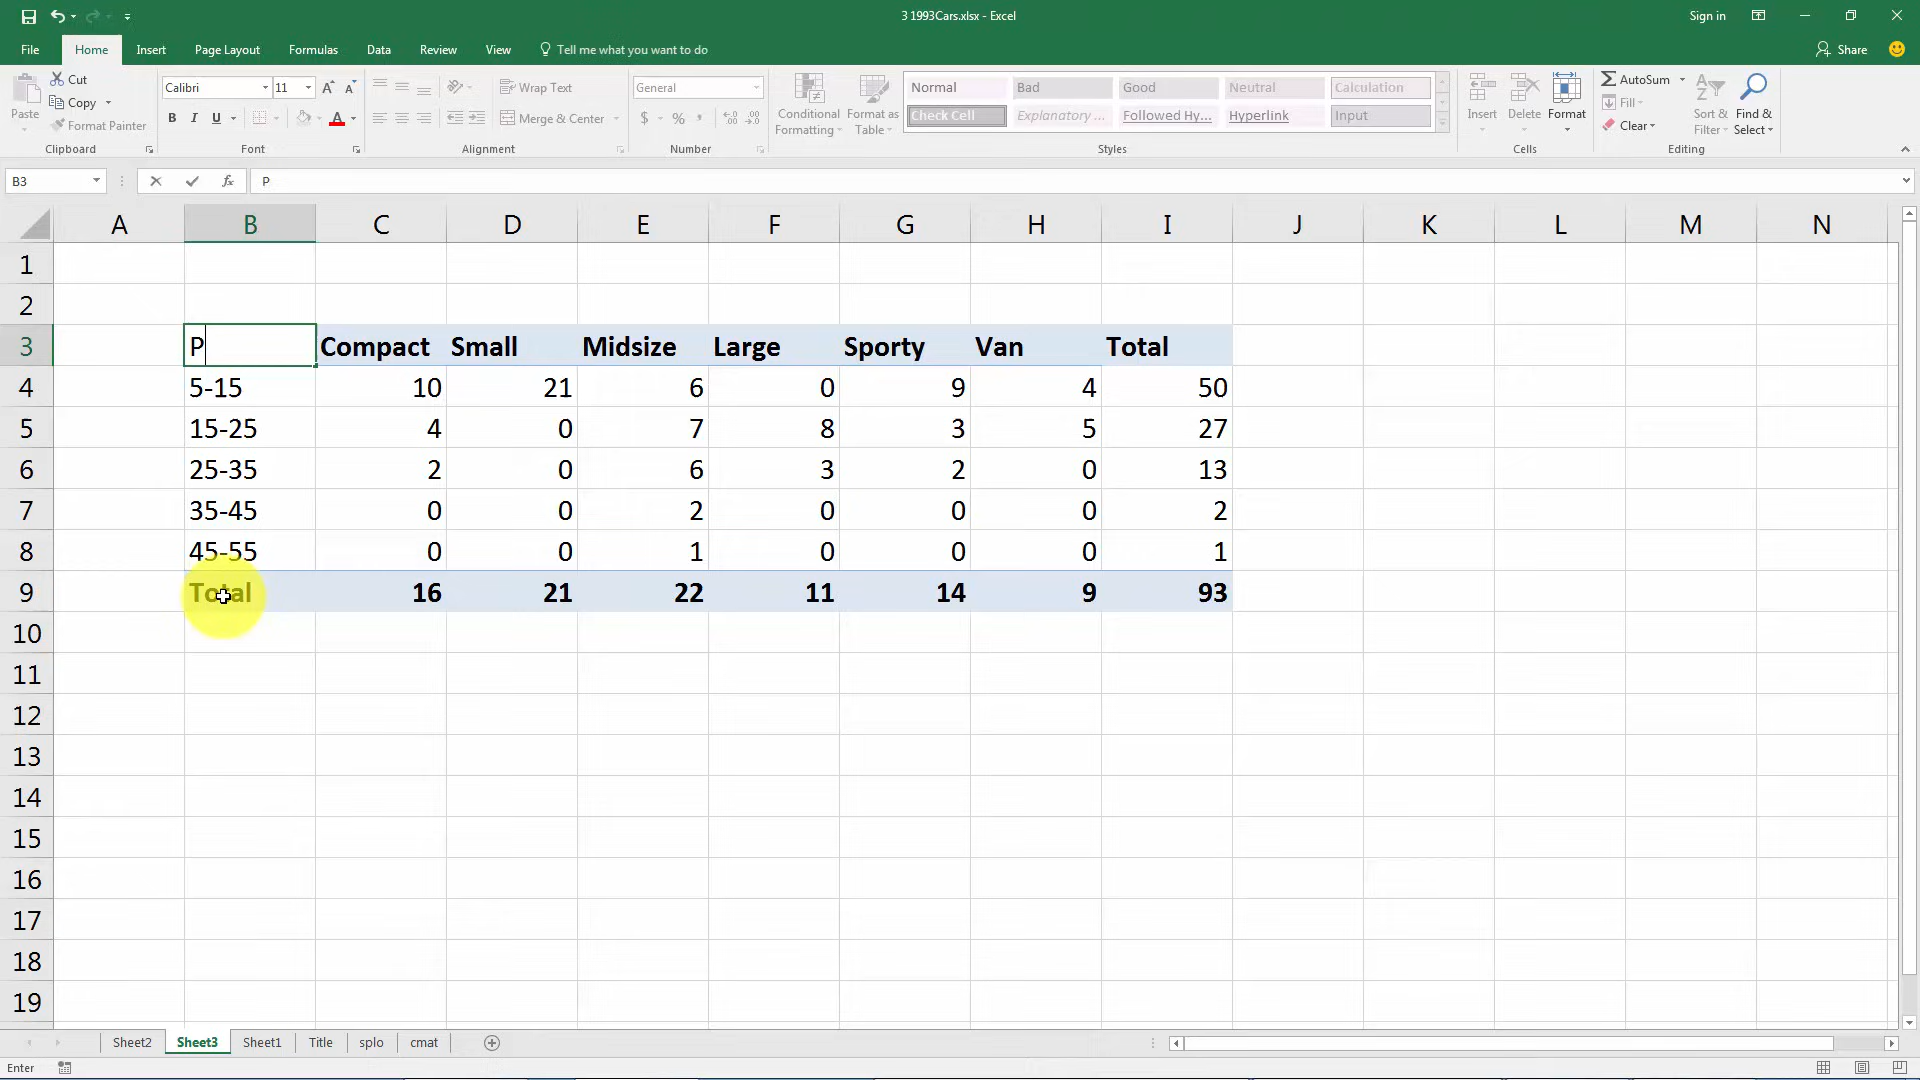 3 1993Cars.xlsx - Excel
Sign in
File Home Insert Page Layout Formulas Data Review View Tell me what you want to do Share
Paste
Cut
Copy
Format Painter
Clipboard
Calibri 11 A A
B I U A
Font
Wrap Text
Merge & Center
Alignment
General
$ % , .0 .00 .00 .0
Number
Conditional Formatting
Format as Table
Normal Bad Good Neutral Calculation
Check Cell Explanatory ... Followed Hy... Hyperlink Input
Styles
Insert Delete Format
Cells
AutoSum
Fill
Clear
Sort & Filter
Find & Select
Editing
B3 fx P
A B C D E F G H I J K L M N
1
2
3 P Compact Small Midsize Large Sporty Van Total
4 5-15 10 21 6 0 9 4 50
5 15-25 4 0 7 8 3 5 27
6 25-35 2 0 6 3 2 0 13
7 35-45 0 0 2 0 0 0 2
8 45-55 0 0 1 0 0 0 1
9 Total 16 21 22 11 14 9 93
10
11
12
13
14
15
16
17
18
19
Sheet2 Sheet3 Sheet1 Title splo cmat
Enter